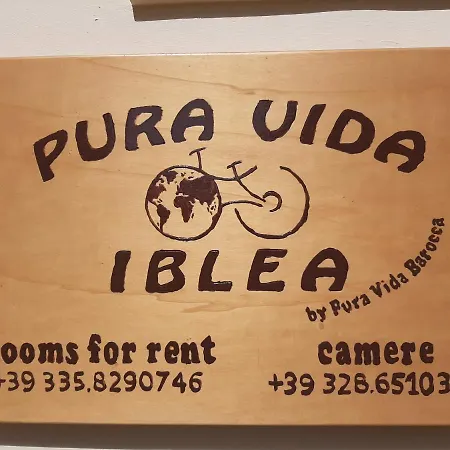 PURA VIDA
IBLEA
by Pura Vida Barocca
ooms for rent
camere
+39 335.8290746
+39 328.65103